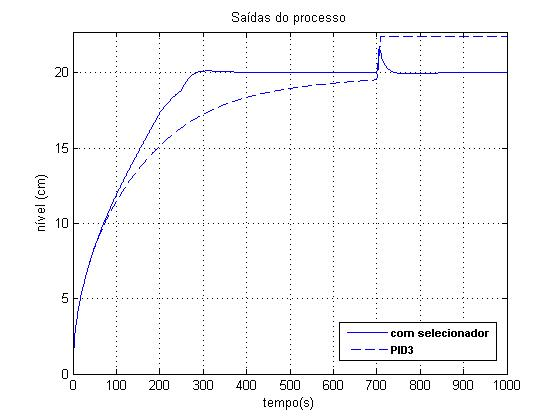 Saídas do processo
nível (cm)
20
15
10
5
0
0 100 200 300 400 500 600 700 800 900 1000
tempo(s)
com selecionador
PID3